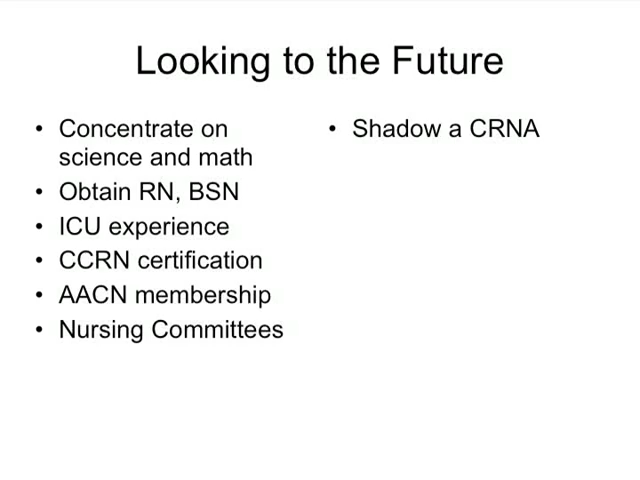 Looking to the Future
• Concentrate on
science and math
• Obtain RN, BSN
• ICU experience
• CCRN certification
• AACN membership
• Nursing Committees
• Shadow a CRNA